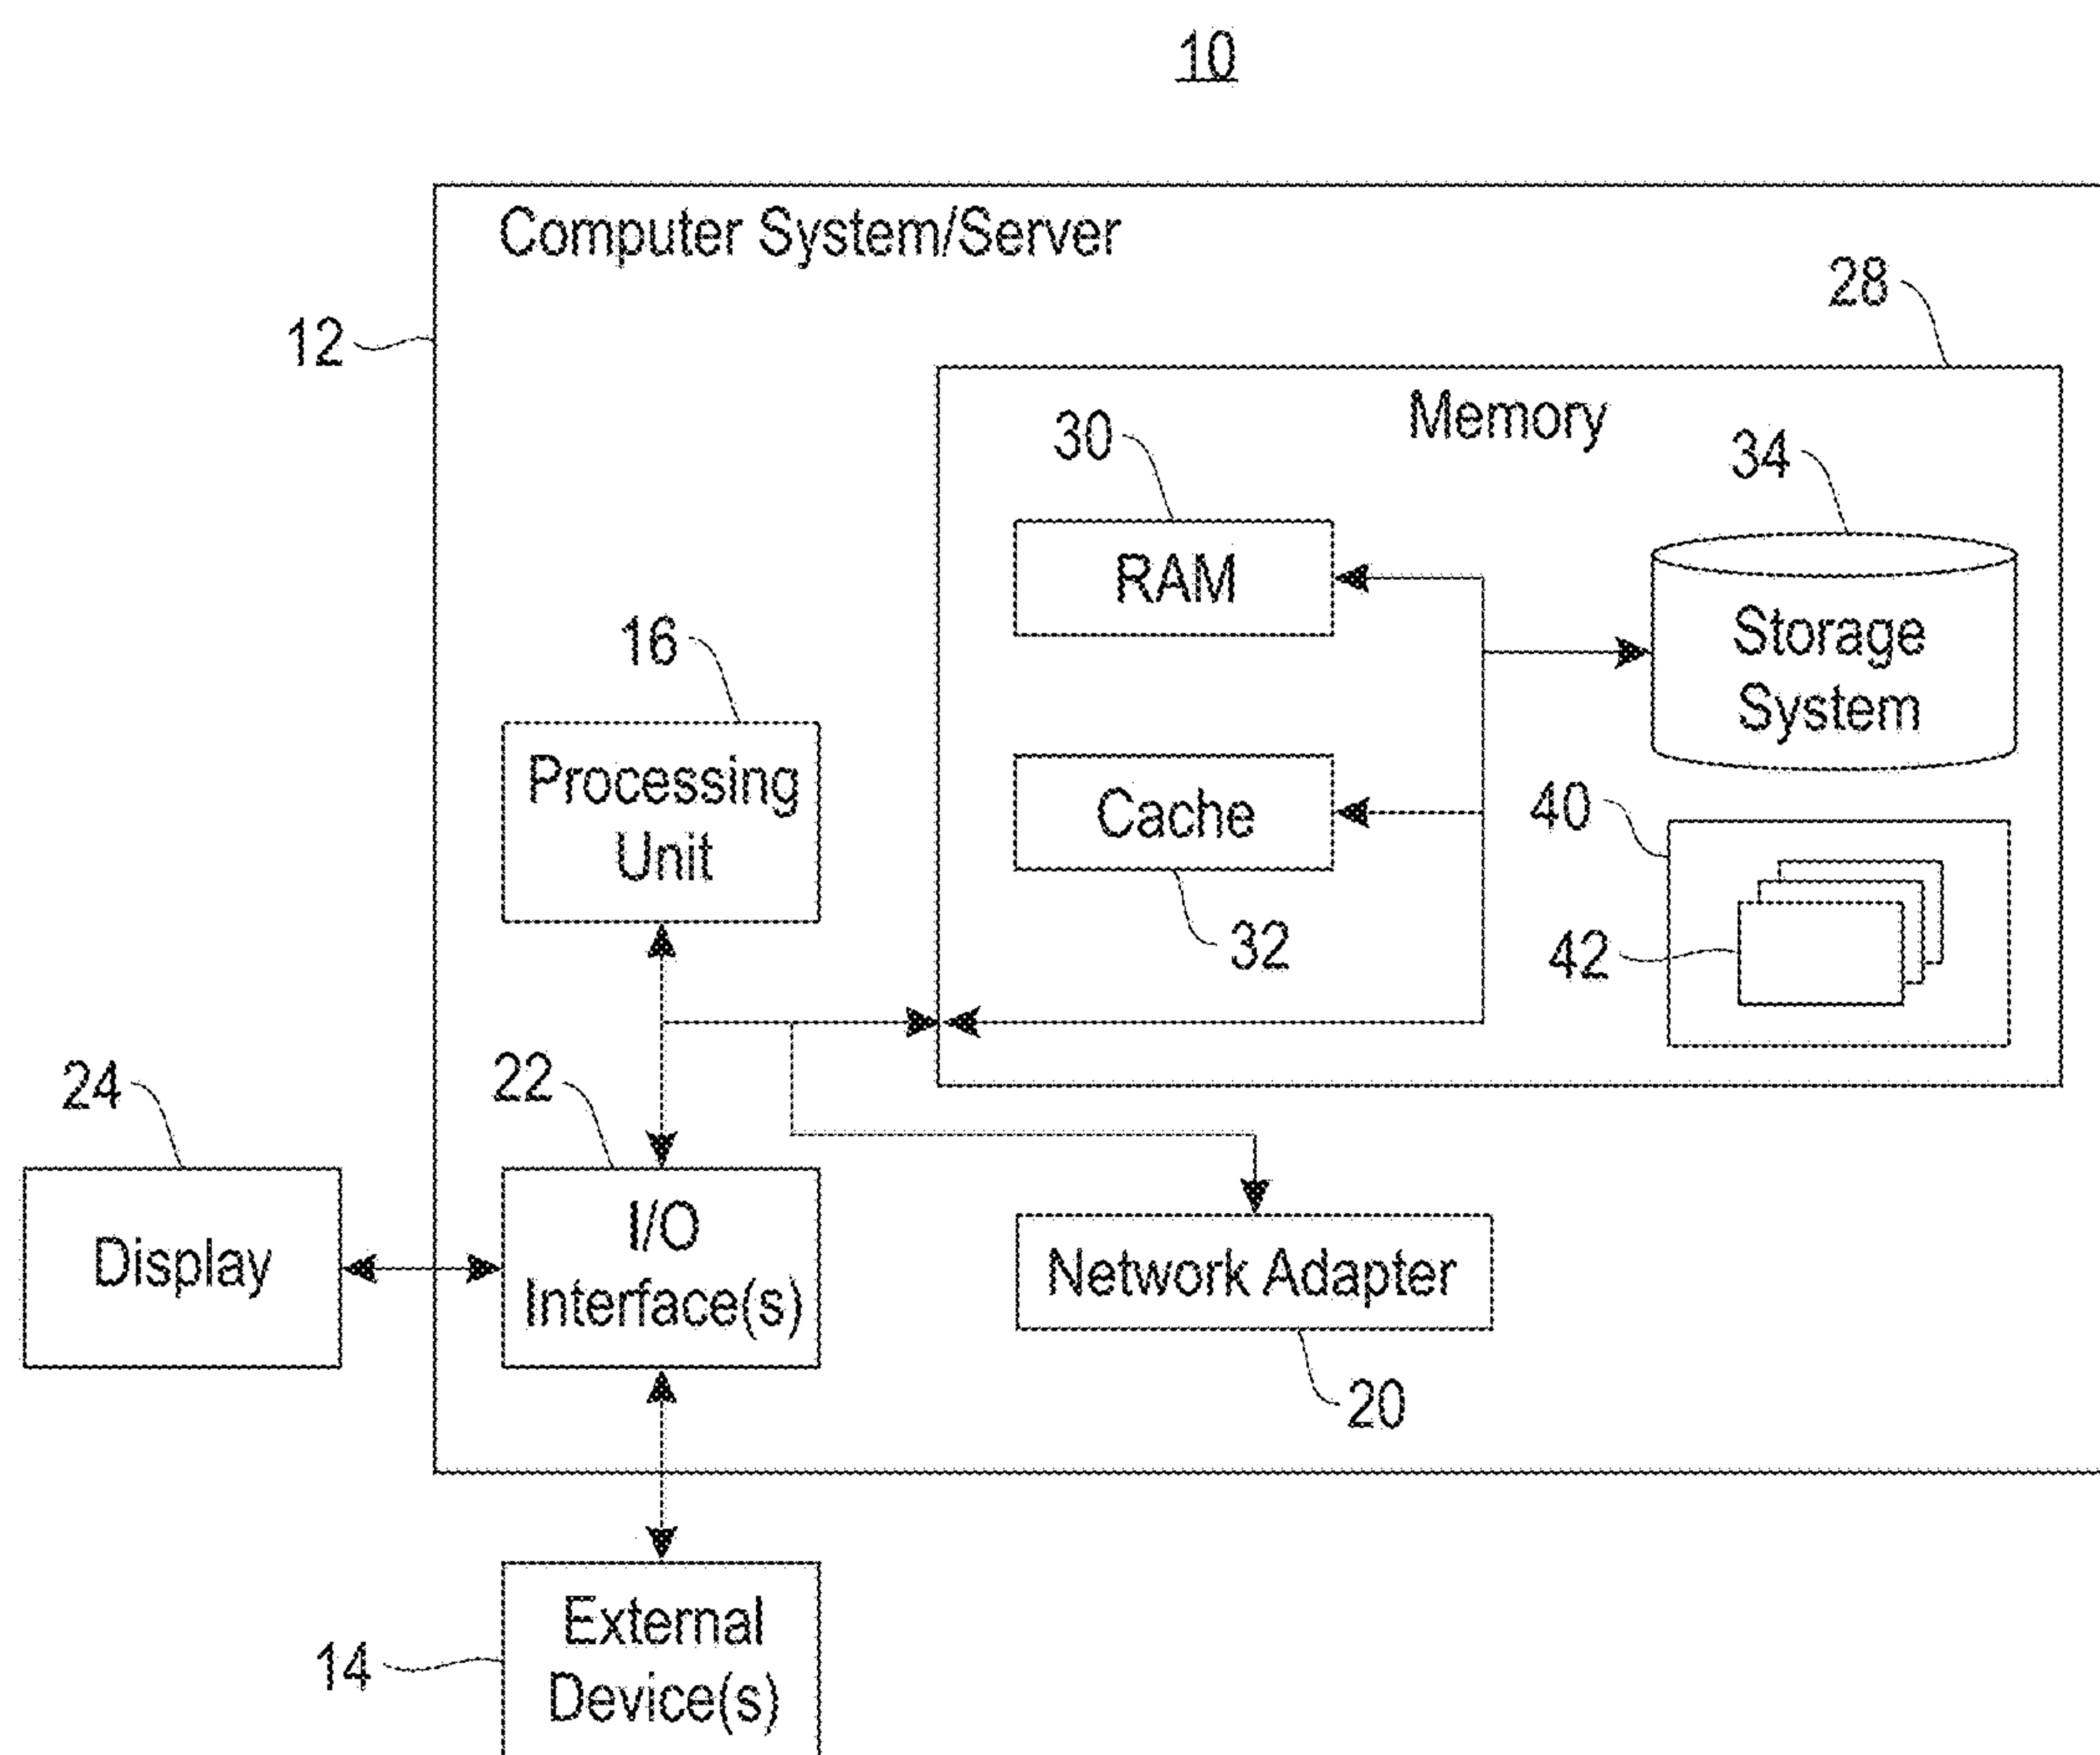 10
Computer System/Server
28
12
Memory
30
34
RAM
Storage
System
16
Processing
Unit
Cache
40
32
42
24
22
Display
I/O
Interface(s)
Network Adapter
20
External
Device(s)
14